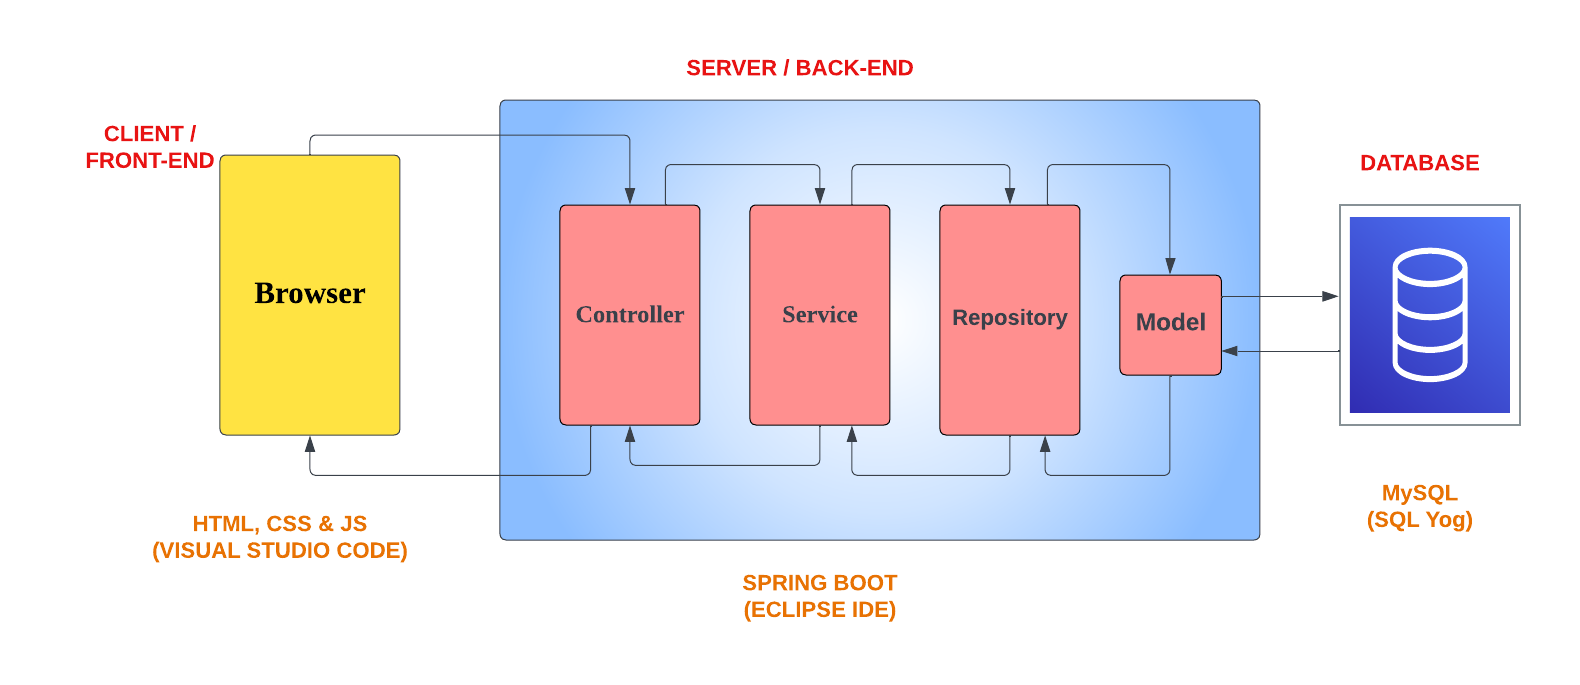 SERVER / BACK-END
CLIENT /
FRONT-END
DATABASE
Browser
Controller
Service
Repository
Model
HTML, CSS & JS
(VISUAL STUDIO CODE)
MySQL
(SQL Yog)
SPRING BOOT
(ECLIPSE IDE)